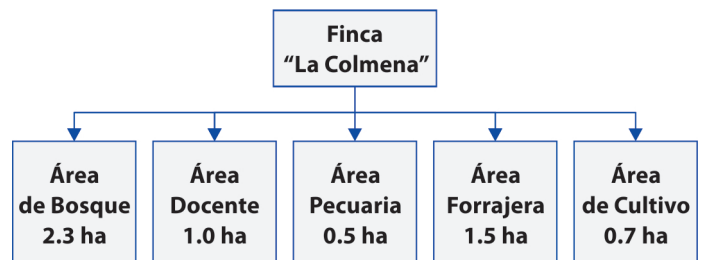 Finca
“La Colmena”
Área
de Bosque
2.3 ha
Área
Docente
1.0 ha
Área
Pecuaria
0.5 ha
Área
Forrajera
1.5 ha
Área
de Cultivo
0.7 ha